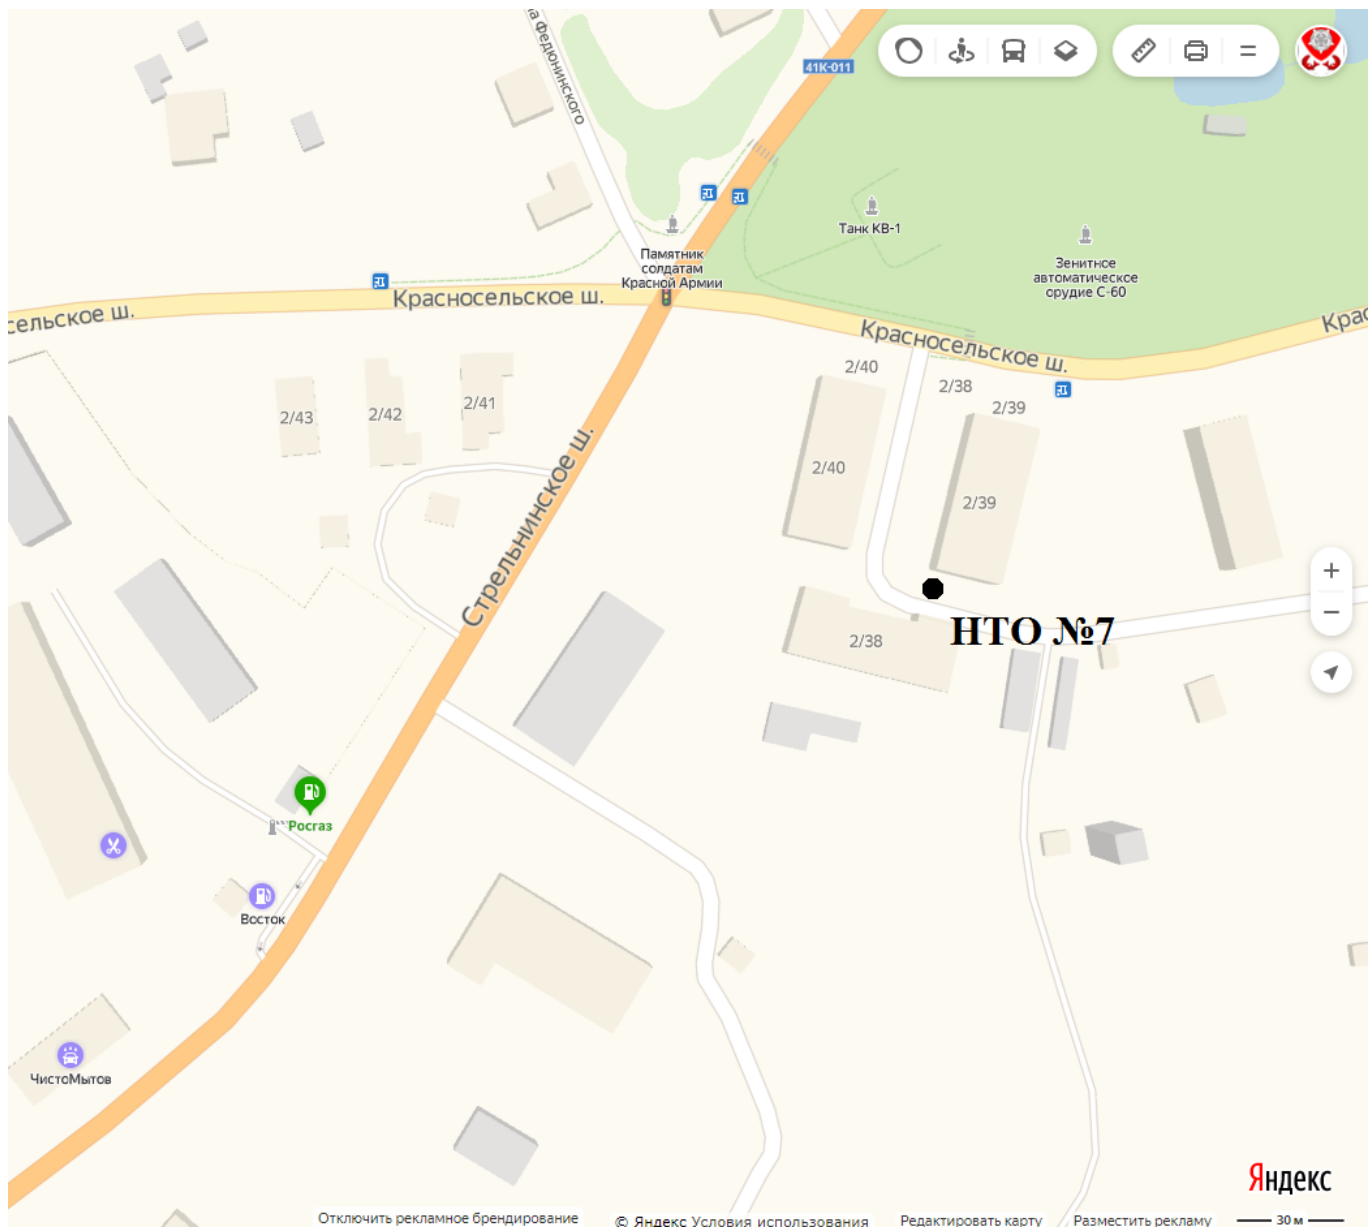 на Федюнинского
41К-011
Танк КВ-1
Памятник
солдатам
Красной Армии
Зенитное
автоматическое
орудие С-60
сельское ш.
Красносельское ш.
Красносельское ш.
Крас
2/40
2/38
2/39
2/43
2/42
2/41
2/40
2/39
Стрельнинское ш.
НТО №7
2/38
Росгаз
Восток
ЧистоМытов
Яндекс
Отключить рекламное брендирование
© Яндекс Условия использования
Редактировать карту
Разместить рекламу
30 м